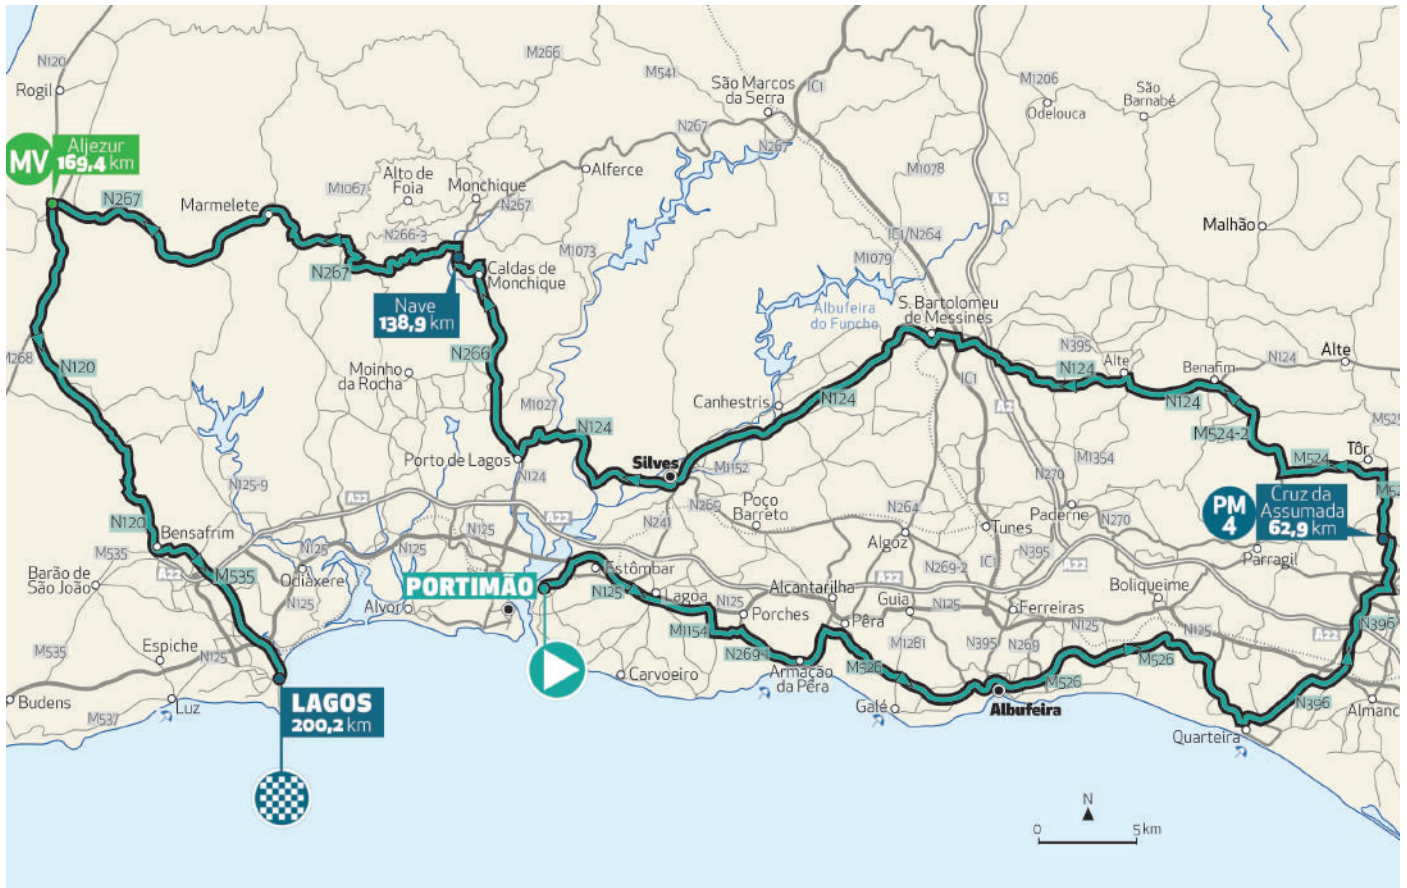 N120
Rogil
MV
Aljezur
169,4 km
N267
Marmelete
M1067
Alto de
Foia
Monchique
N267
N266-3
N267
Nave
138,9 km
Caldas de
Monchique
N266
Alferce
M1073
M266
M541
São Marcos
da Serra
N267
N267
IC1
M1206
Odelouca
São
Barnabé
M1078
A2
IC1/N264
M1079
Malhão
Albufeira
do Funcho
S. Bartolomeu
de Messines
N395
Alte
N124
N124
Benafim
N124
Alte
IC1
A2
M268
N120
Moinho
da Rocha
M1027
N124
Canhestris
N124
M524-2
M524
Tôr
M525
Porto de Lagos
N124
Silves
M1152
N269
N241
Poço
Barreto
N264
Algoz
N270
M1354
Paderne
N270
Tunes
N395
IC1
PM
4
Cruz da
Assumada
62,9 km
Parragil
N125-9
A22
N125
N125
A22
N120
Bensafrim
M535
M535
A22
Barão de
São João
N125
Odiáxere
N125
Alvor
PORTIMÃO
Estômbar
N125
Lagoa
M1154
N125
Porches
N269-1
Alcantarilha
A22
N269-2
Pêra
Guia
N125
Ferreiras
A22
Boliqueime
N125
N125
A22
N396
M535
Espiche
N125
Budens
M537
Luz
LAGOS
200,2 km
Carvoeiro
Armação
da Pêra
M526
M1281
N395
N269
Galé
Albufeira
M526
M526
Quarteira
N396
Almanc
N
0
5km